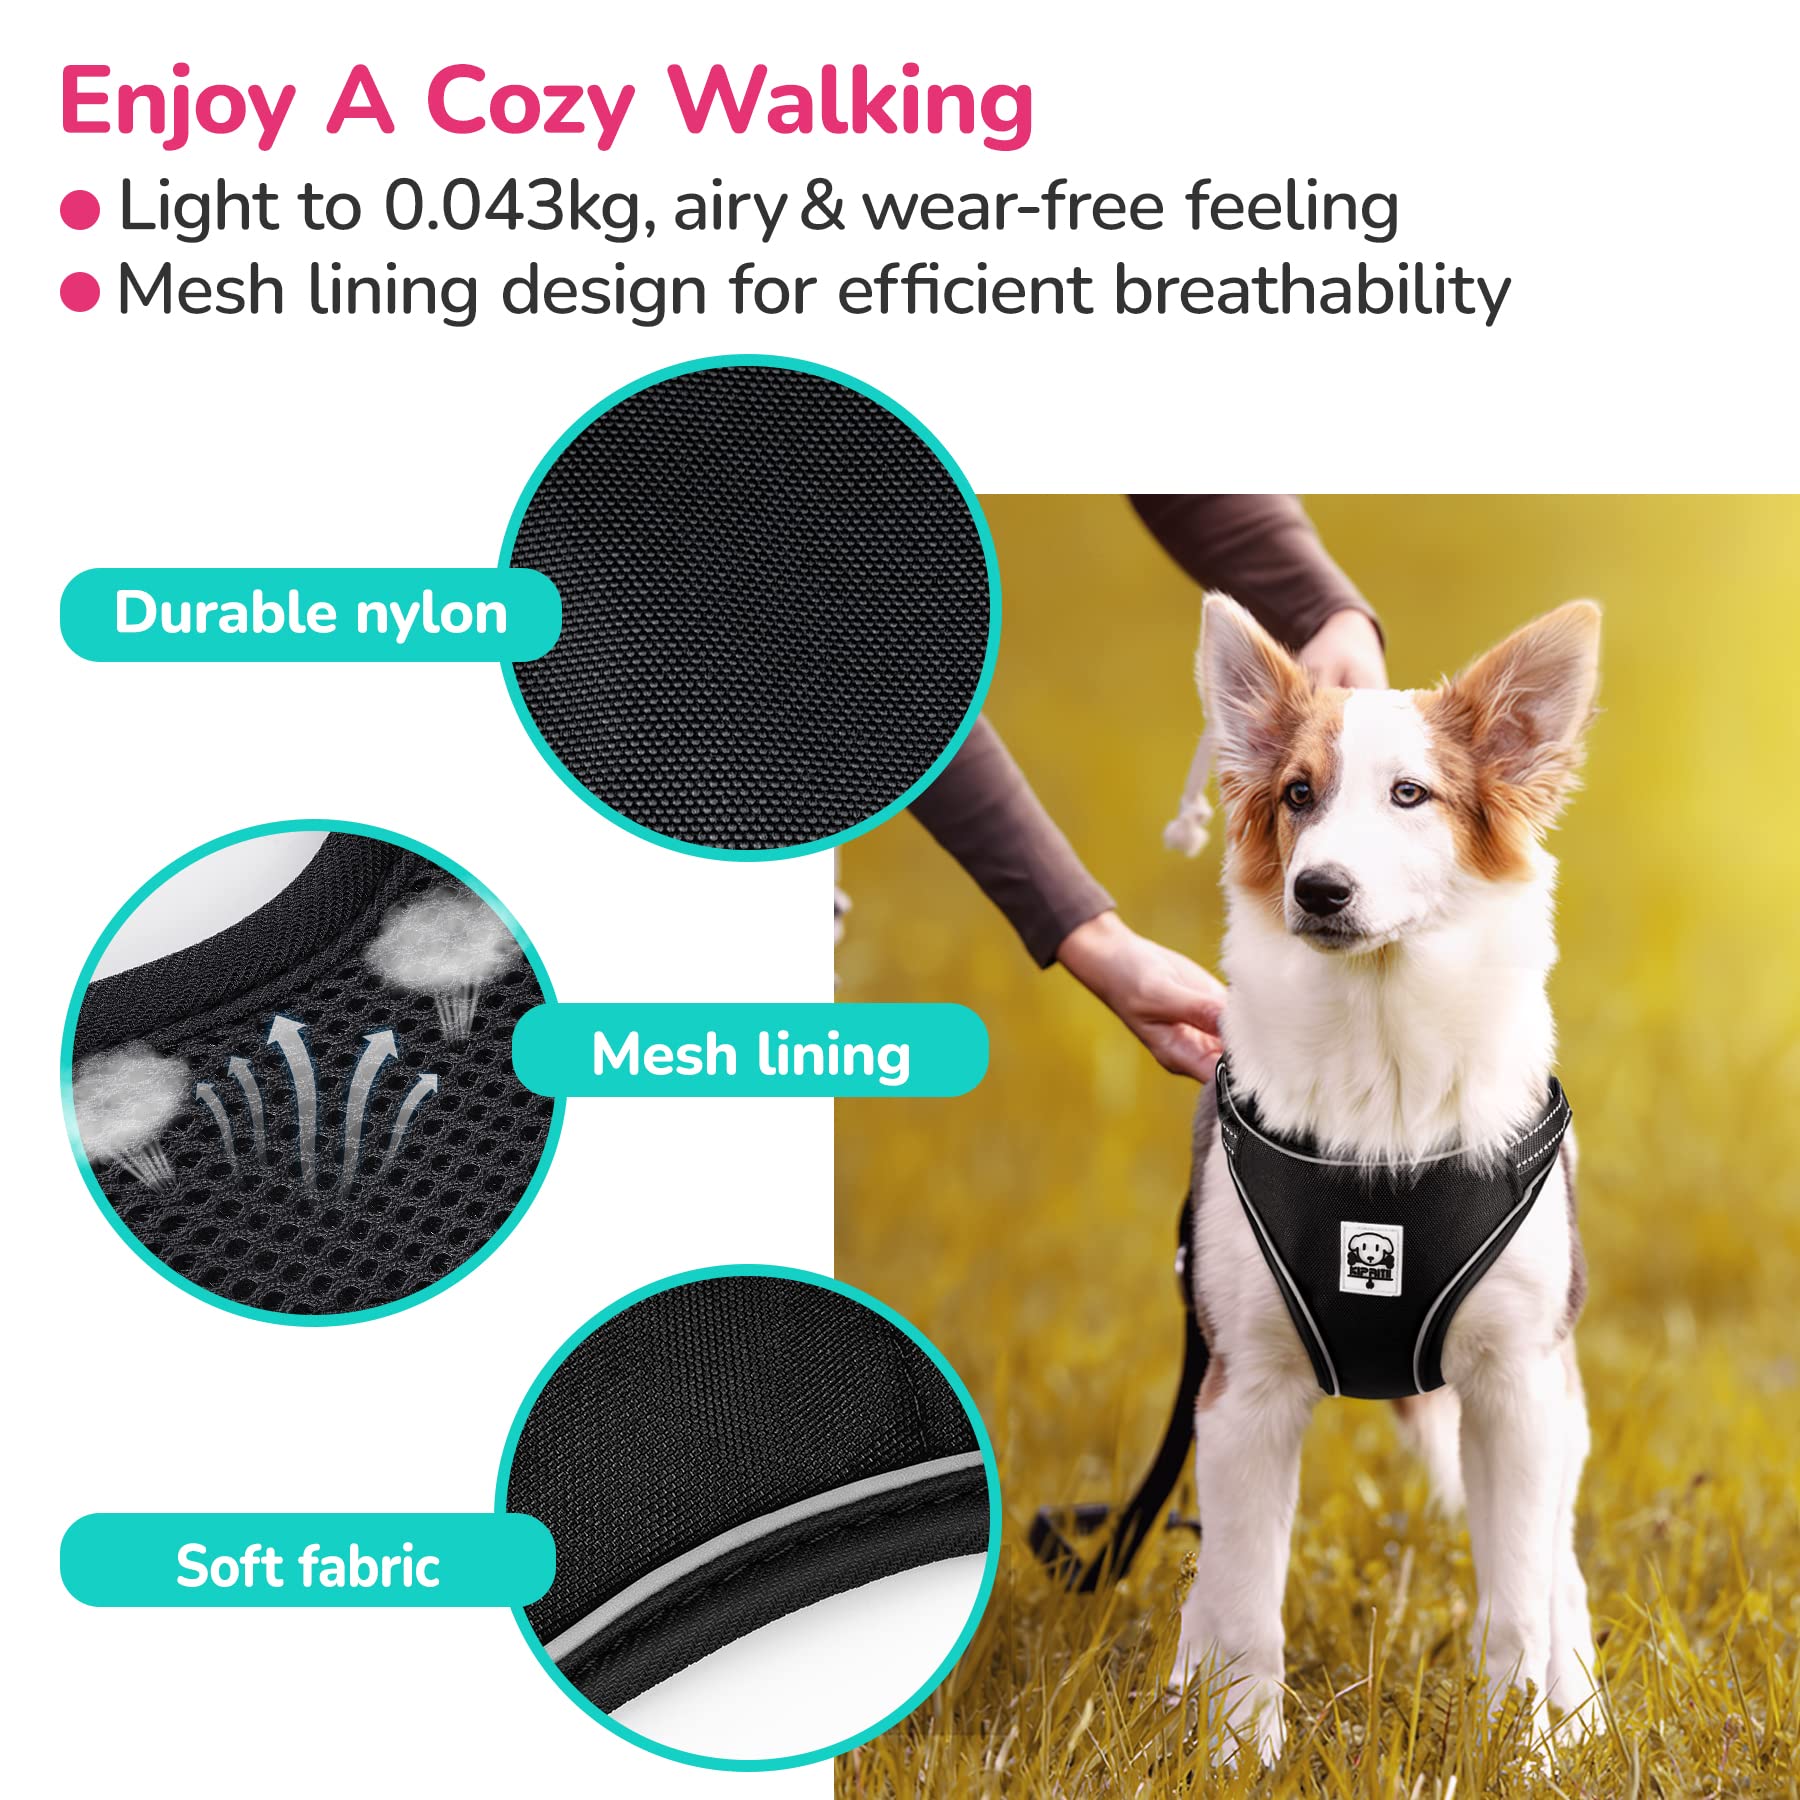 Enjoy A Cozy Walking
Light to 0.043kg, airy & wear-free feeling
Mesh lining design for efficient breathability
Durable nylon
Mesh lining
Soft fabric